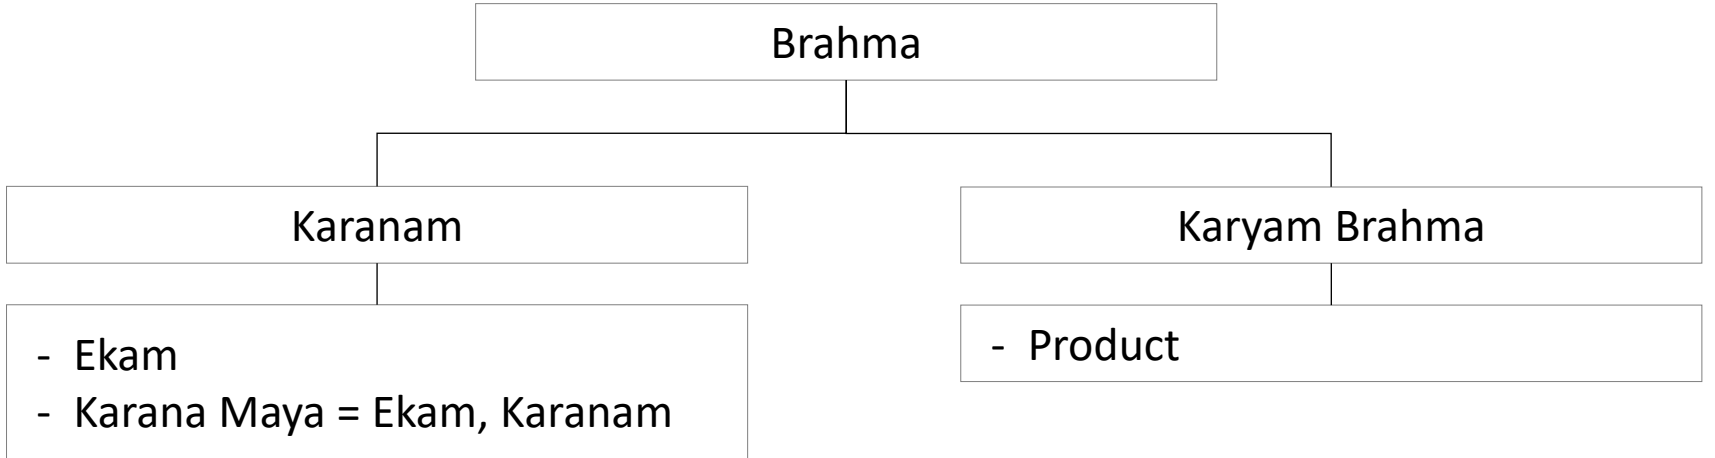 Brahma
Karanam
Karyam Brahma
- Ekam
- Karana Maya = Ekam, Karanam
- Product